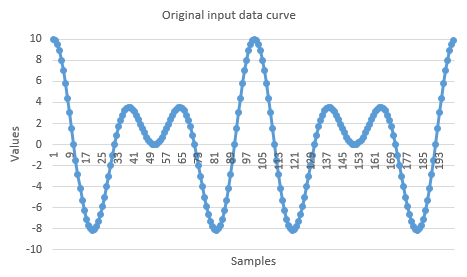 Original input data curve
10
8
6
4
2
0
-2
-4
-6
-8
-10
Values
1 9 17 25 33 41 49 57 65 73 81 89 97 105 113 121 129 137 145 153 161 169 177 185 193
Samples